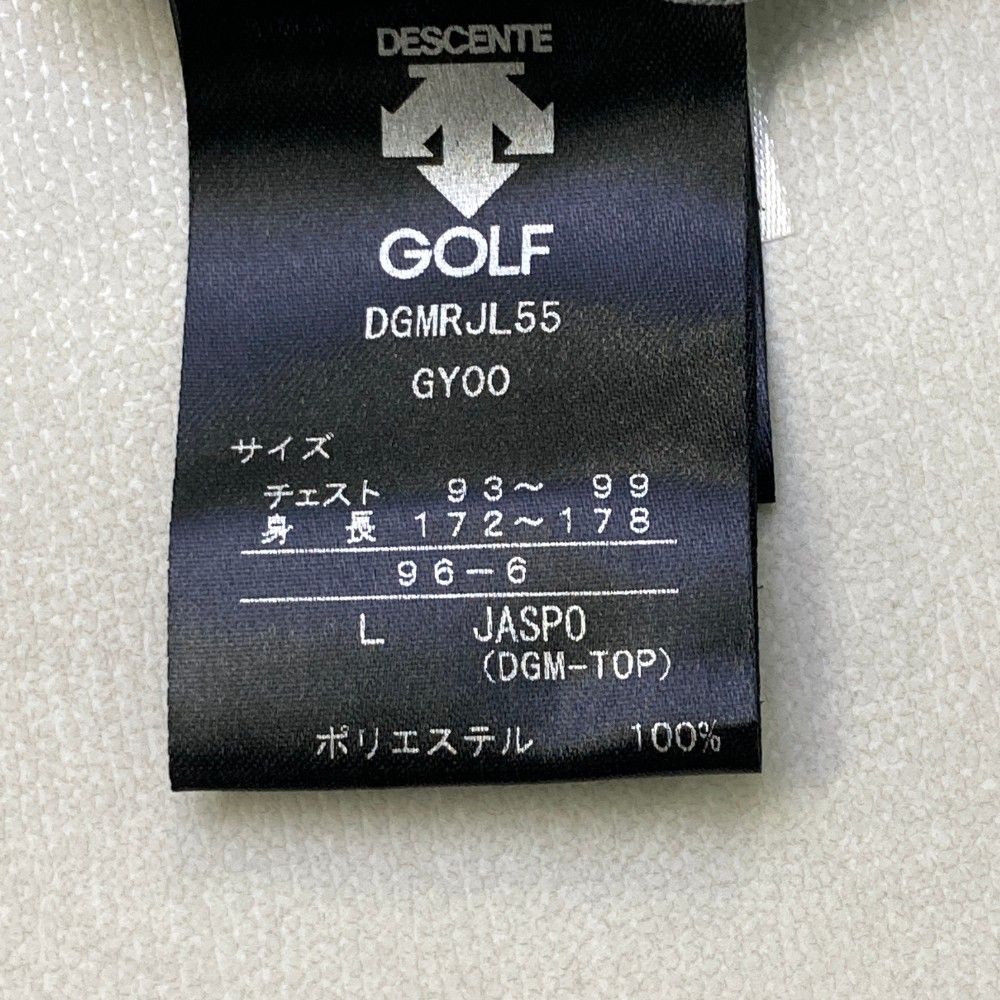 DESCENTE
GOLF
DGMRJL55
GY00
サイズ
チェスト 93～ 99
身 長 172～178
96－6
L JASPO
(DGM-TOP)
ポリエステル 100%